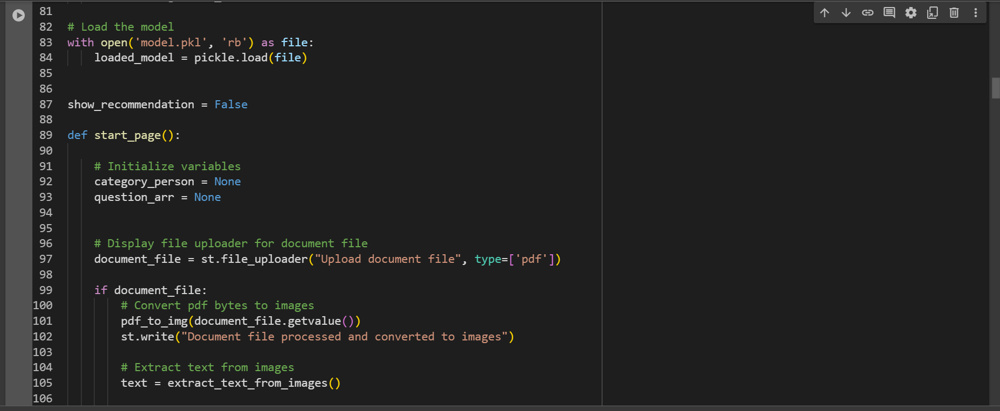 81
82 # Load the model
83 with open('model.pkl', 'rb') as file:
84     loaded_model = pickle.load(file)
85
86
87 show_recommendation = False
88
89 def start_page():
90
91     # Initialize variables
92     category_person = None
93     question_arr = None
94
95
96     # Display file uploader for document file
97     document_file = st.file_uploader("Upload document file", type=['pdf'])
98
99     if document_file:
100         # Convert pdf bytes to images
101         pdf_to_img(document_file.getvalue())
102         st.write("Document file processed and converted to images")
103
104         # Extract text from images
105         text = extract_text_from_images()
106